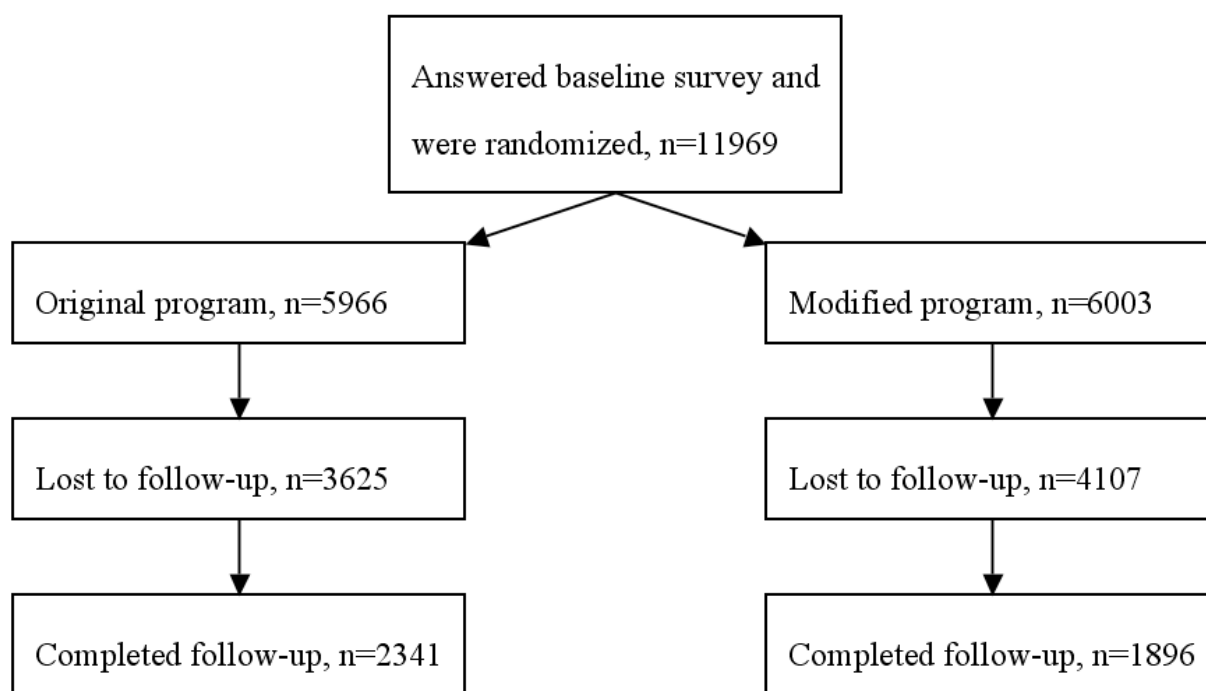 Answered baseline survey and
were randomized, n=11969
Original program, n=5966
Modified program, n=6003
Lost to follow-up, n=3625
Lost to follow-up, n=4107
Completed follow-up, n=2341
Completed follow-up, n=1896